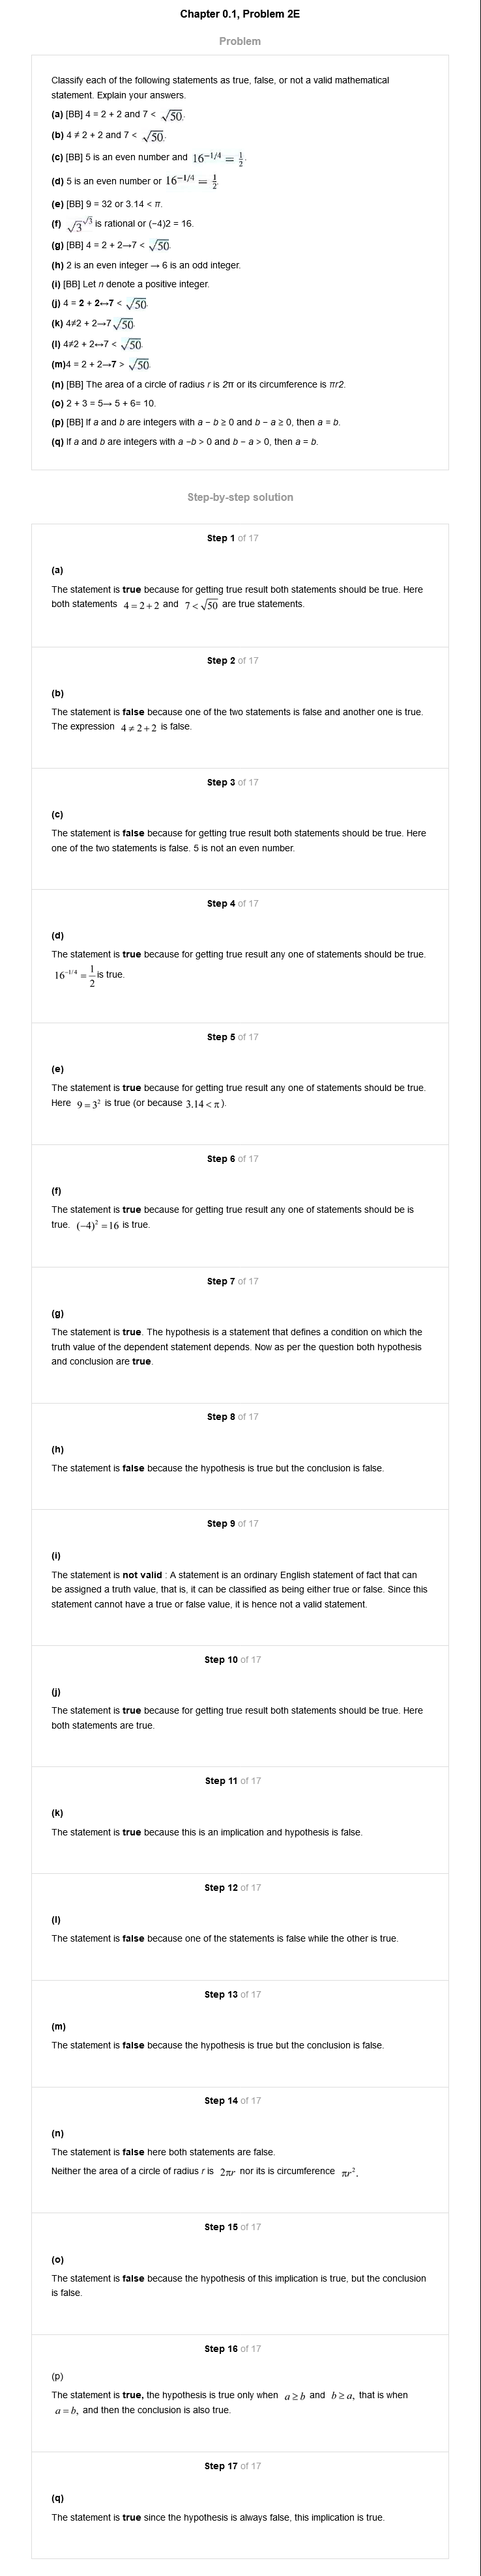 Chapter 0.1, Problem 2E
Problem
Classify each of the following statements as true, false, or not a valid mathematical
statement. Explain your answers.
(a) [BB] 4 = 2 + 2 and 7 < √50.
(b) 4 ≠ 2 + 2 and 7 < √50.
(c) [BB] 5 is an even number and 16^{-1/4} = 1/2.
(d) 5 is an even number or 16^{-1/4} = 1/2.
(e) [BB] 9 = 32 or 3.14 < π.
(f) √3^{√3} is rational or (−4)2 = 16.
(g) [BB] 4 = 2 + 2→7 < √50.
(h) 2 is an even integer → 6 is an odd integer.
(i) [BB] Let n denote a positive integer.
(j) 4 = 2 + 2↔7 < √50.
(k) 4≠2 + 2→7 √50.
(l) 4≠2 + 2↔7 < √50.
(m)4 = 2 + 2→7 > √50.
(n) [BB] The area of a circle of radius r is 2π or its circumference is πr2.
(o) 2 + 3 = 5→ 5 + 6= 10.
(p) [BB] If a and b are integers with a − b ≥ 0 and b − a ≥ 0, then a = b.
(q) If a and b are integers with a −b > 0 and b − a > 0, then a = b.
Step-by-step solution
Step 1 of 17
(a)
The statement is true because for getting true result both statements should be true. Here
both statements 4 = 2 + 2 and 7 < √50 are true statements.
Step 2 of 17
(b)
The statement is false because one of the two statements is false and another one is true.
The expression 4 ≠ 2 + 2 is false.
Step 3 of 17
(c)
The statement is false because for getting true result both statements should be true. Here
one of the two statements is false. 5 is not an even number.
Step 4 of 17
(d)
The statement is true because for getting true result any one of statements should be true.
16^{-1/4} = 1/2 is true.
Step 5 of 17
(e)
The statement is true because for getting true result any one of statements should be true.
Here 9 = 3² is true (or because 3.14 < π).
Step 6 of 17
(f)
The statement is true because for getting true result any one of statements should be is
true. (−4)² = 16 is true.
Step 7 of 17
(g)
The statement is true. The hypothesis is a statement that defines a condition on which the
truth value of the dependent statement depends. Now as per the question both hypothesis
and conclusion are true.
Step 8 of 17
(h)
The statement is false because the hypothesis is true but the conclusion is false.
Step 9 of 17
(i)
The statement is not valid : A statement is an ordinary English statement of fact that can
be assigned a truth value, that is, it can be classified as being either true or false. Since this
statement cannot have a true or false value, it is hence not a valid statement.
Step 10 of 17
(j)
The statement is true because for getting true result both statements should be true. Here
both statements are true.
Step 11 of 17
(k)
The statement is true because this is an implication and hypothesis is false.
Step 12 of 17
(l)
The statement is false because one of the statements is false while the other is true.
Step 13 of 17
(m)
The statement is false because the hypothesis is true but the conclusion is false.
Step 14 of 17
(n)
The statement is false here both statements are false.
Neither the area of a circle of radius r is 2πr nor its is circumference πr².
Step 15 of 17
(o)
The statement is false because the hypothesis of this implication is true, but the conclusion
is false.
Step 16 of 17
(p)
The statement is true, the hypothesis is true only when a ≥ b and b ≥ a, that is when
a = b, and then the conclusion is also true.
Step 17 of 17
(q)
The statement is true since the hypothesis is always false, this implication is true.